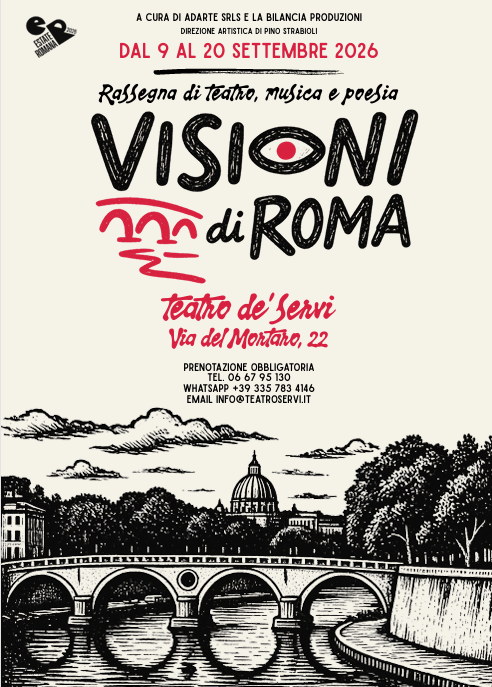 A CURA DI ADARTE SRLS E LA BILANCIA PRODUZIONI
DIREZIONE ARTISTICA DI PINO STRABIOLI
ESTATE
ROMANA
DAL 9 AL 20 SETTEMBRE 2026
Rassegna di teatro, musica e poesia
VISIONI
di ROMA
Teatro de' Servi
Via del Mortaro, 22
PRENOTAZIONE OBBLIGATORIA
TEL. 06 67 95 130
WHATSAPP +39 335 783 4146
EMAIL INFO@TEATROSERVI.IT